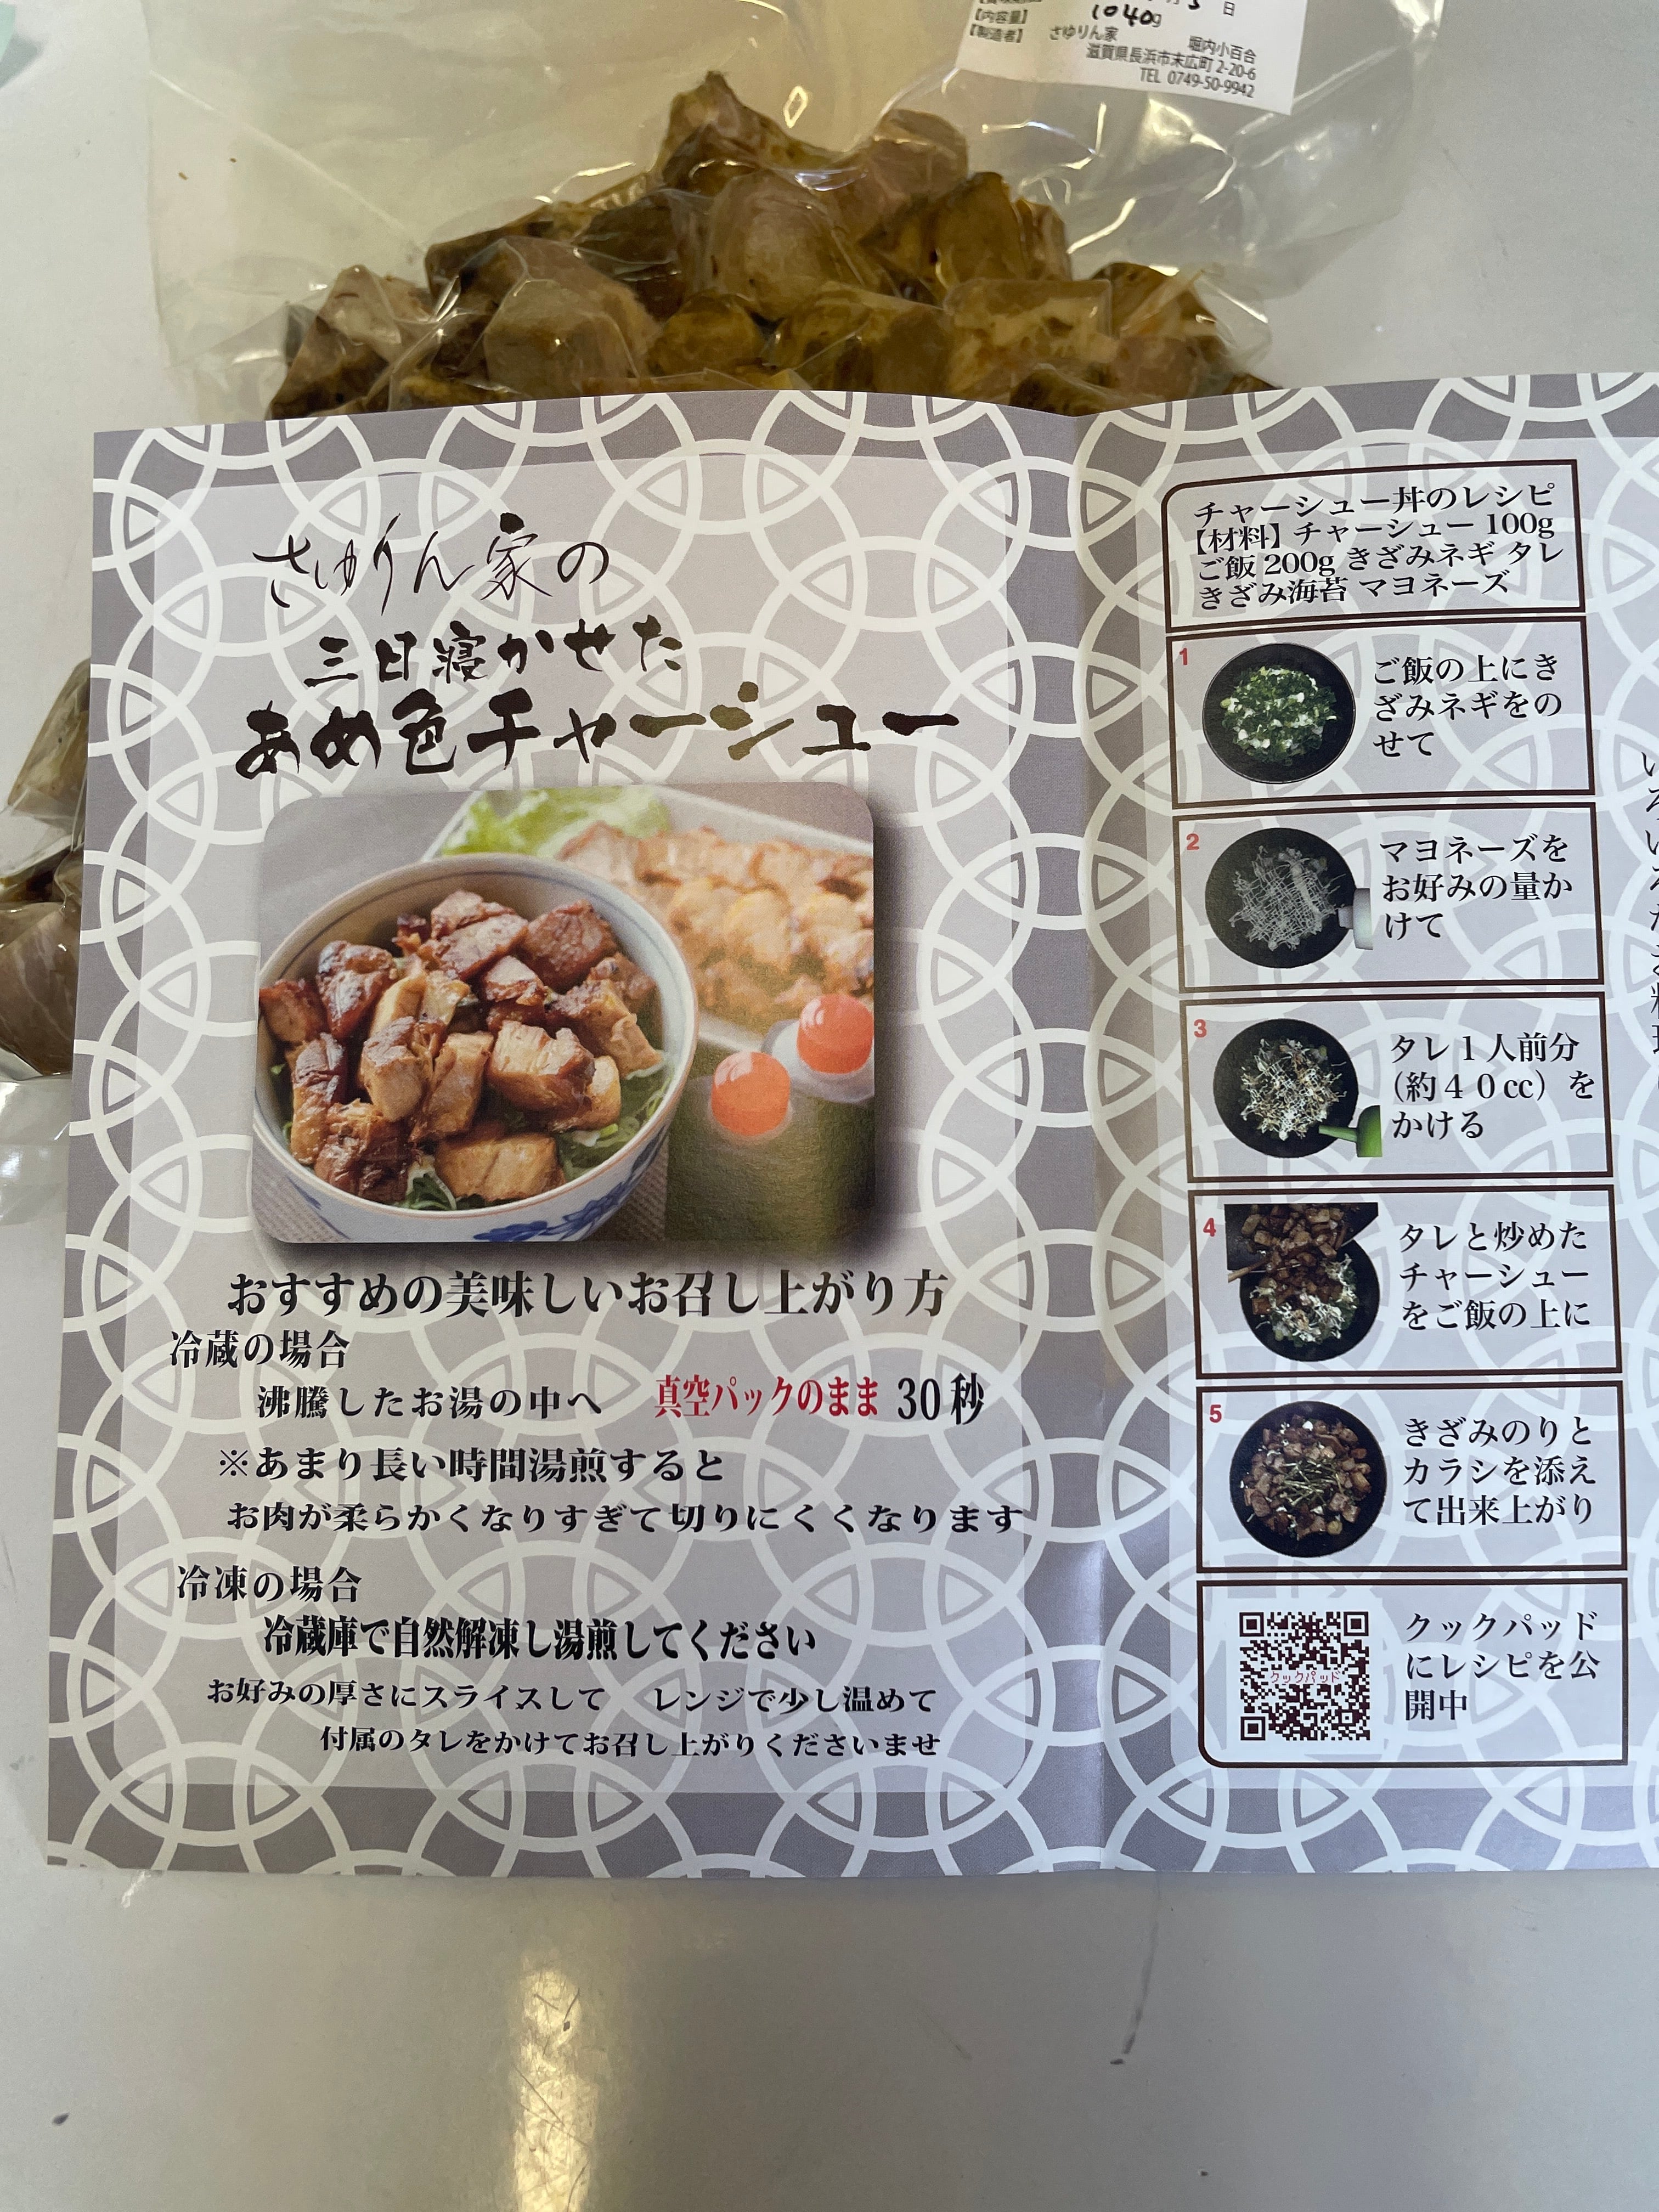 日
【内容量】 1040g
【製造者】 さゆりん家 堀内小百合
滋賀県長浜市末広町 2-20-6
TEL 0749-50-9942
さゆりん家の
三日寝かせた
あめ色チャーシュー
おすすめの美味しいお召し上がり方
冷蔵の場合
沸騰したお湯の中へ 真空パックのまま 30秒
※あまり長い時間湯煎すると
お肉が柔らかくなりすぎて切りにくくなります
冷凍の場合
冷蔵庫で自然解凍し湯煎してください
お好みの厚さにスライスして レンジで少し温めて
付属のタレをかけてお召し上がりくださいませ
チャーシュー丼のレシピ
【材料】チャーシュー 100g
ご飯 200g きざみネギ タレ
きざみ海苔 マヨネーズ
1
ご飯の上にき
ざみネギをの
せて
2
マヨネーズを
お好みの量か
けて
3
タレ１人前分
（約４０cc）を
かける
4
タレと炒めた
チャーシュー
をご飯の上に
5
きざみのりと
カラシを添え
て出来上がり
クックパッド
クックパッド
にレシピを公
開中